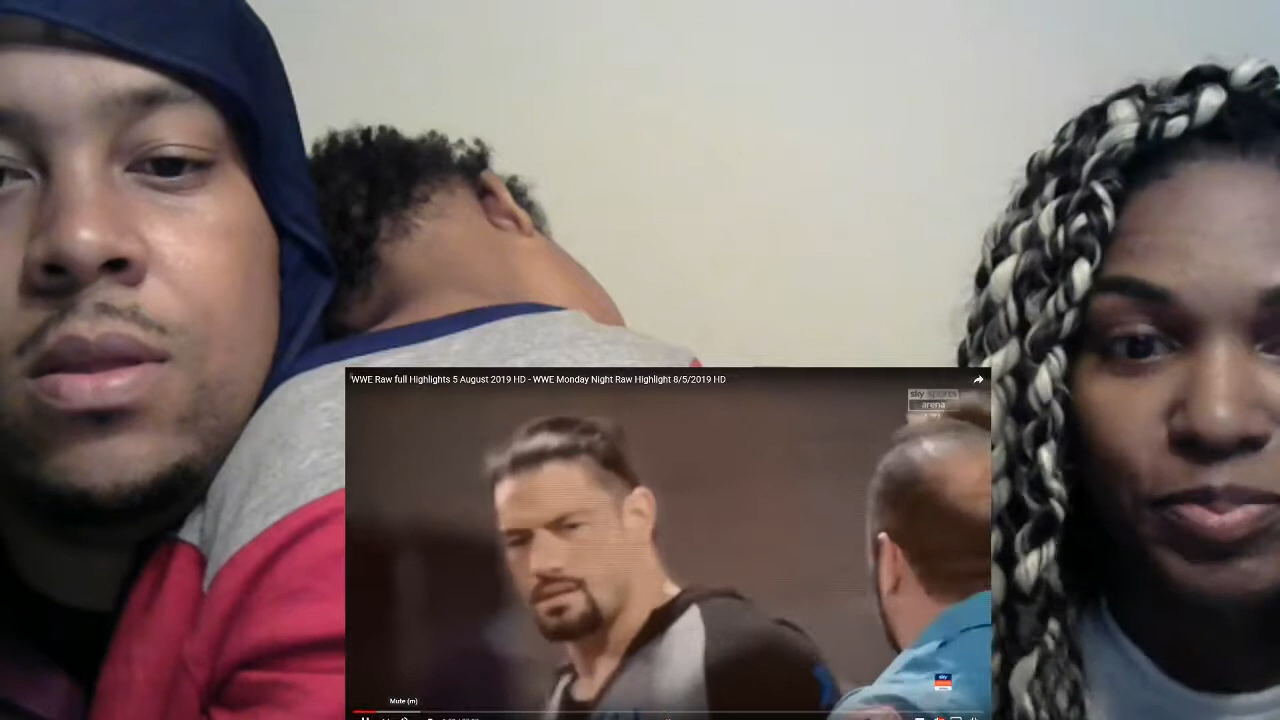 WWE Raw full Highlights 5 August 2019 HD - WWE Monday Night Raw Highlight 8/5/2019 HD
sky sports
arena
sky
Mute (m)